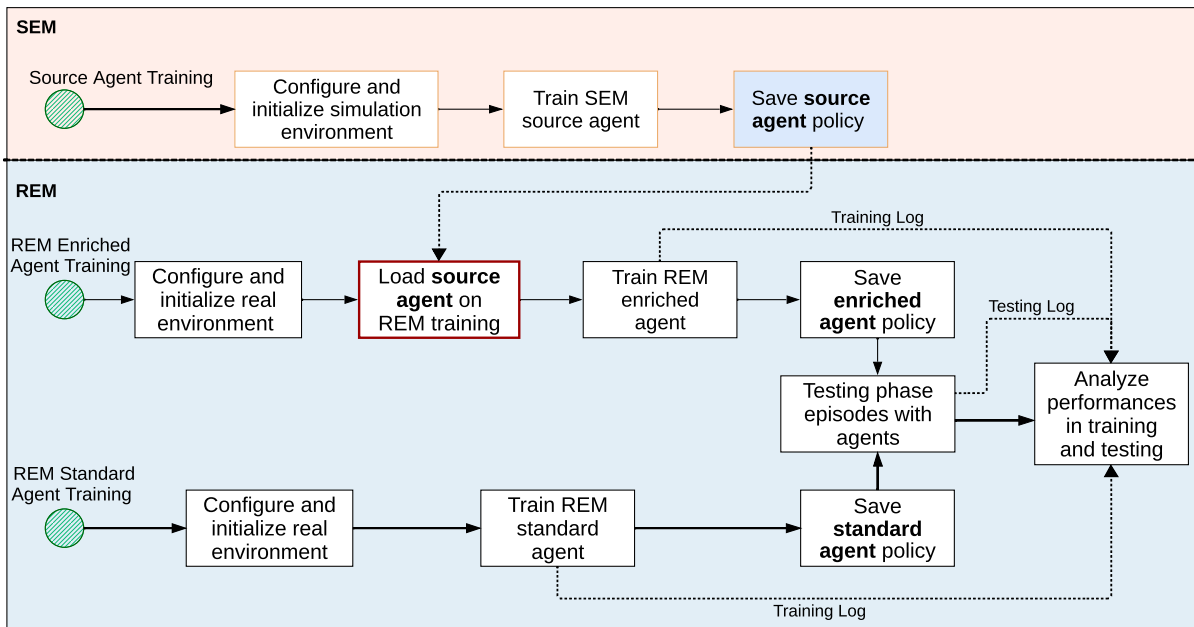 SEM
Source Agent Training
Configure and
initialize simulation
environment
Train SEM
source agent
Save source
agent policy
REM
Training Log
REM Enriched
Agent Training
Configure and
initialize real
environment
Load source
agent on
REM training
Train REM
enriched
agent
Save
enriched
agent policy
Testing Log
Testing phase
episodes with
agents
Analyze
performances
in training
and testing
REM Standard
Agent Training
Configure and
initialize real
environment
Train REM
standard
agent
Save
standard
agent policy
Training Log